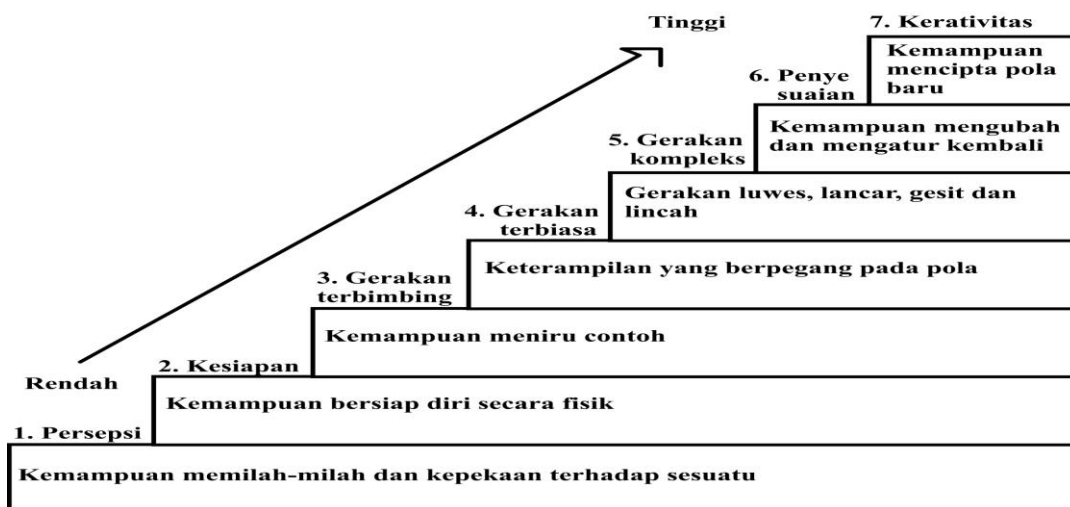 Tinggi
7. Kerativitas
Kemampuan
mencipta pola
baru
6. Penye
suaian
Kemampuan mengubah
dan mengatur kembali
5. Gerakan
kompleks
Gerakan luwes, lancar, gesit dan
lincah
4. Gerakan
terbiasa
Keterampilan yang berpegang pada pola
3. Gerakan
terbimbing
Kemampuan meniru contoh
2. Kesiapan
Rendah
Kemampuan bersiap diri secara fisik
1. Persepsi
Kemampuan memilah-milah dan kepekaan terhadap sesuatu